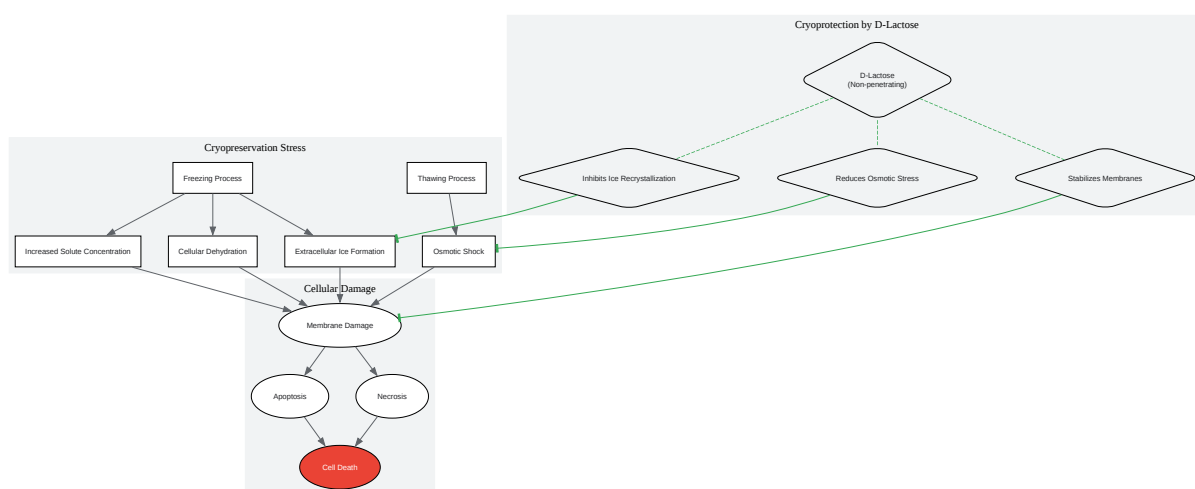 Cryoprotection by D-Lactose
D-Lactose
(Non-penetrating)
Cryopreservation Stress
Freezing Process
Thawing Process
Inhibits Ice Recrystallization
Reduces Osmotic Stress
Stabilizes Membranes
Increased Solute Concentration
Cellular Dehydration
Extracellular Ice Formation
Osmotic Shock
Cellular Damage
Membrane Damage
Apoptosis
Necrosis
Cell Death